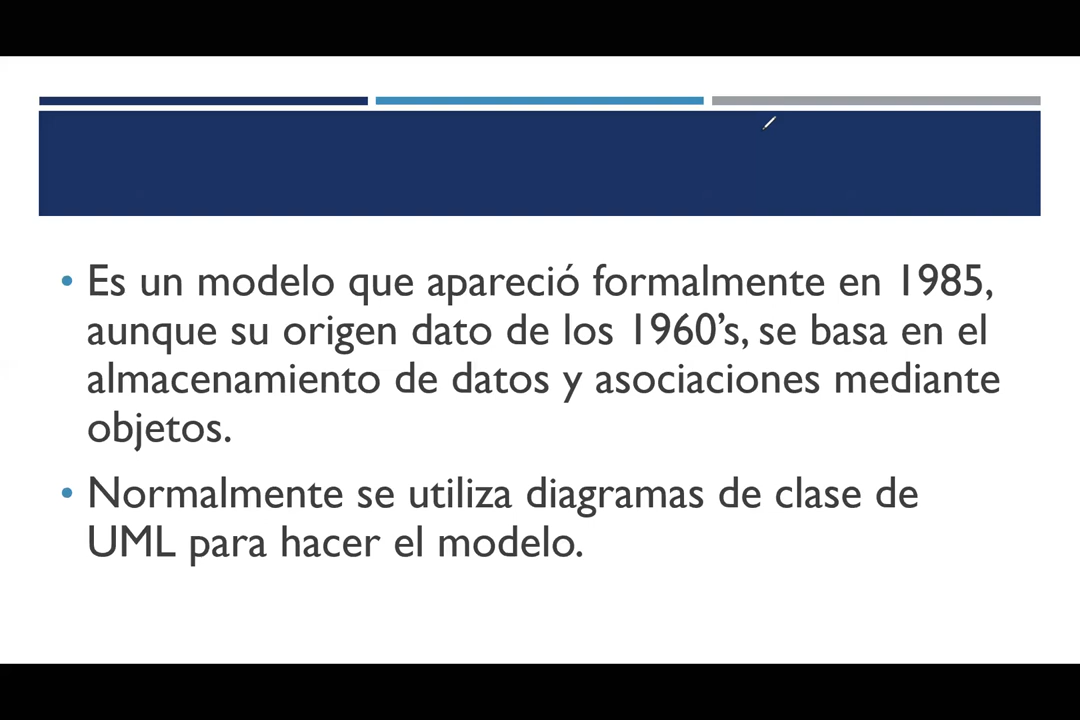 • Es un modelo que apareció formalmente en 1985,
aunque su origen dato de los 1960’s, se basa en el
almacenamiento de datos y asociaciones mediante
objetos.
• Normalmente se utiliza diagramas de clase de
UML para hacer el modelo.